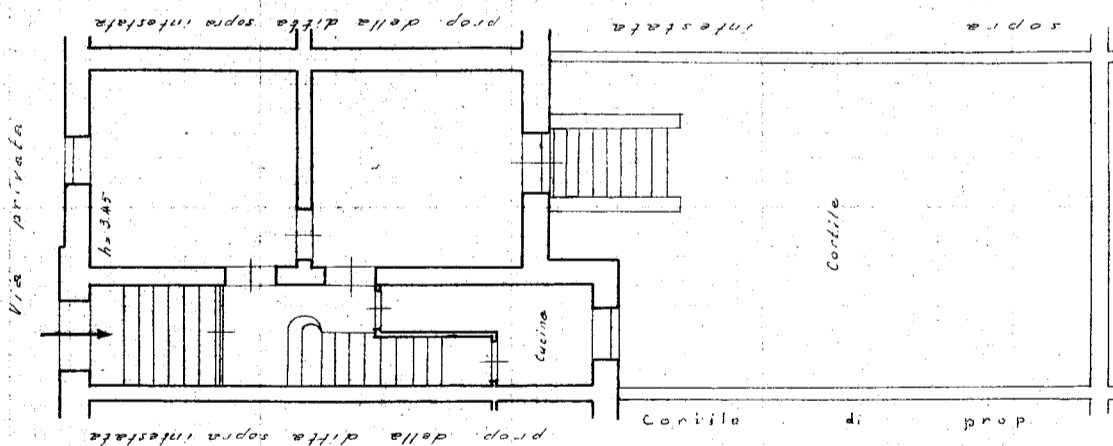 prop. della ditta sopra intestata
sopra
intestata
Via privata
h=3.45
Cortile
Cucina
Cortile di prop.
prop. della ditta sopra intestata